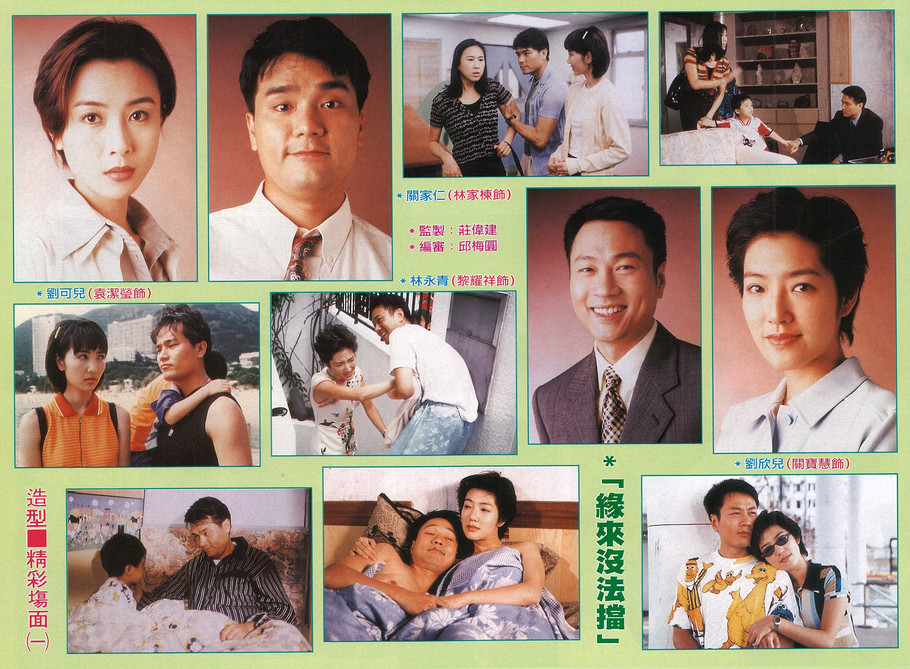 *關家仁(林家棟飾)
*監製：莊偉建
*編審：邱梅圓
*劉可兒(袁潔瑩飾)
*林永青(黎耀祥飾)
*劉欣兒(關寶慧飾)
*「緣來沒法擋」
造型■精彩場面(一)